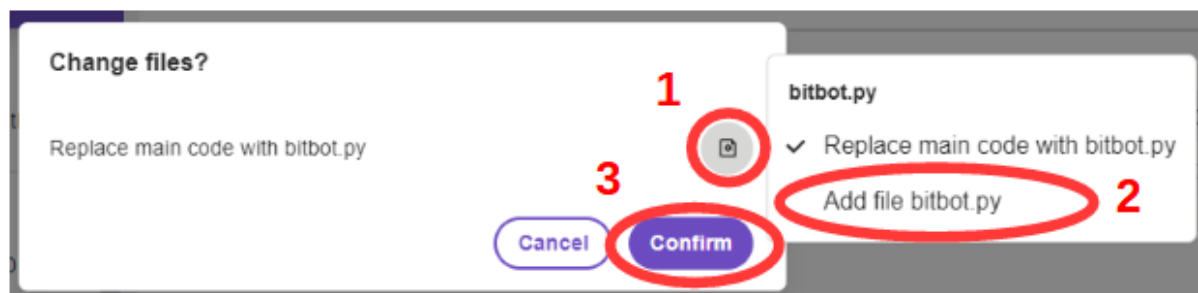 Change files?
1
bitbot.py
Replace main code with bitbot.py
✓ Replace main code with bitbot.py
3
Add file bitbot.py
2
Cancel
Confirm